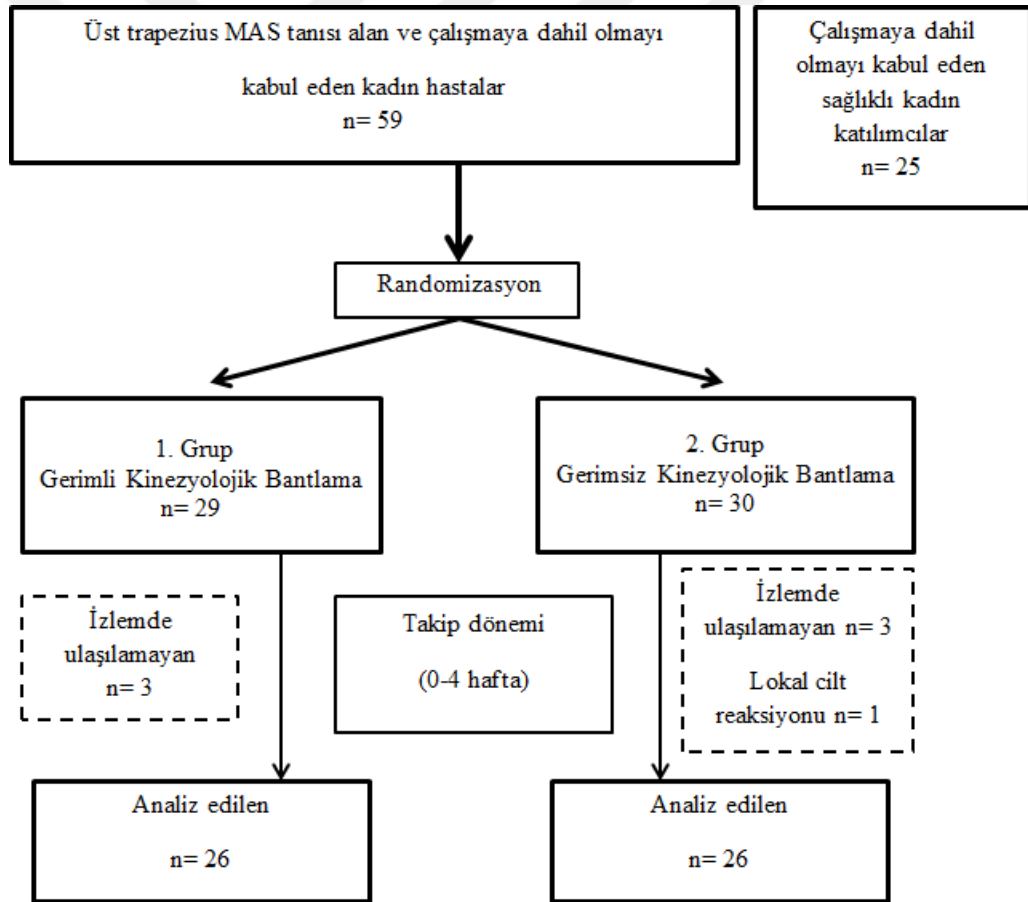 Üst trapezius MAS tanısı alan ve çalışmaya dahil olmayı
kabul eden kadın hastalar
n= 59
Çalışmaya dahil
olmayı kabul eden
sağlıklı kadın
katılımcılar
n= 25
Randomizasyon
1. Grup
Gerimli Kinezyolojik Bantlama
n= 29
2. Grup
Gerimsiz Kinezyolojik Bantlama
n= 30
İzlemde
ulaşılamayan
n= 3
Takip dönemi
(0-4 hafta)
İzlemde
ulaşılamayan n= 3
Lokal cilt
reaksiyonu n= 1
Analiz edilen
n= 26
Analiz edilen
n= 26